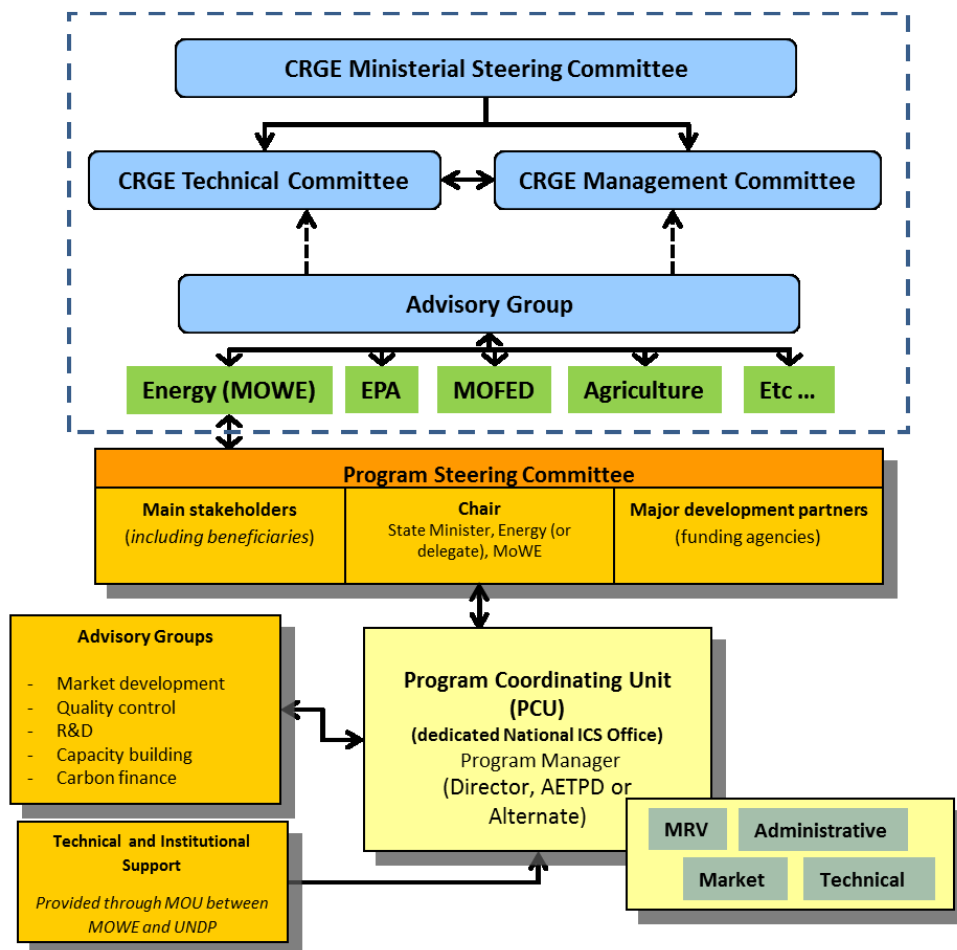 CRGE Ministerial Steering Committee
CRGE Technical Committee
CRGE Management Committee
Advisory Group
Energy (MOWE)
EPA
MOFED
Agriculture
Etc ...
Program Steering Committee
Main stakeholders
(including beneficiaries)
Chair
State Minister, Energy (or
delegate), MoWE
Major development partners
(funding agencies)
Advisory Groups
- Market development
- Quality control
- R&D
- Capacity building
- Carbon finance
Program Coordinating Unit
(PCU)
(dedicated National ICS Office)
Program Manager
(Director, AETPD or
Alternate)
MRV
Administrative
Market
Technical
Technical and Institutional
Support
Provided through MOU between
MOWE and UNDP